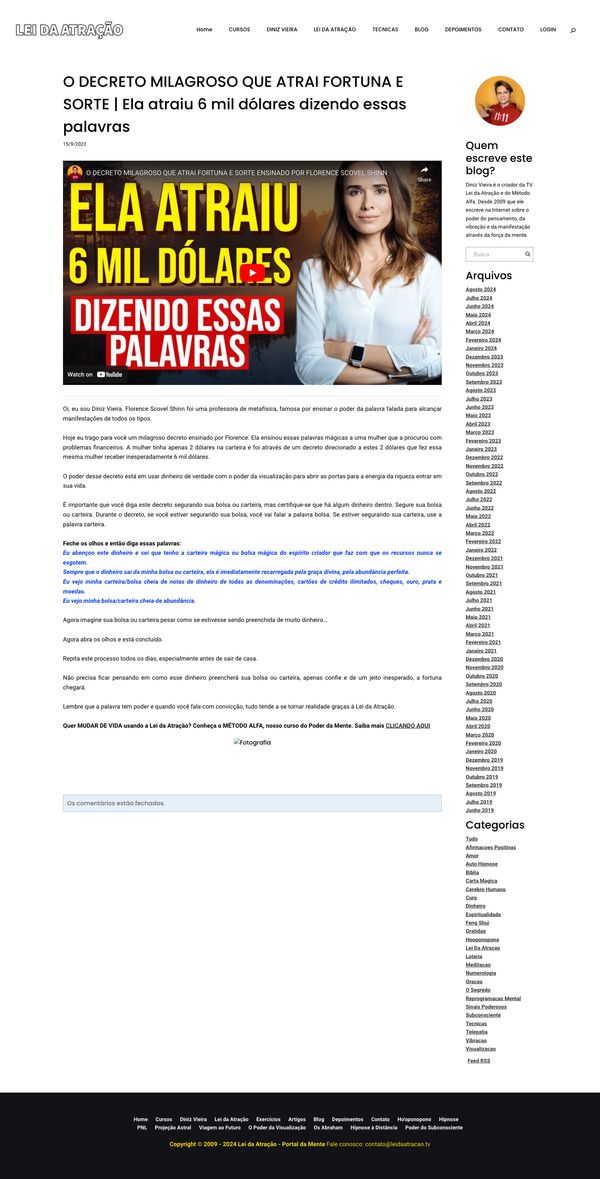 LEI DA ATRAÇÃO
Home CURSOS DINIZ VIEIRA LEI DA ATRAÇÃO TECNICAS BLOG DEPOIMENTOS CONTATO LOGIN
O DECRETO MILAGROSO QUE ATRAI FORTUNA E
SORTE | Ela atraiu 6 mil dólares dizendo essas
palavras
15/9/2023
O DECRETO MILAGROSO QUE ATRAI FORTUNA E SORTE ENSINADO POR FLORENCE SCOVEL SHINN
Share
ELA ATRAIU
6 MIL DÓLARES
DIZENDO ESSAS
PALAVRAS
Watch on YouTube
Oi, eu sou Diniz Vieira. Florence Scovel Shinn foi uma professora de metafísica, famosa por ensinar o poder da palavra falada para alcançar
manifestações de todos os tipos.
Hoje eu trago para você um milagroso decreto ensinado por Florence. Ela ensinou essas palavras mágicas a uma mulher que a procurou com
problemas financeiros. A mulher tinha apenas 2 dólares na carteira e foi através de um decreto direcionado a estes 2 dólares que fez essa
mesma mulher receber inesperadamente 6 mil dólares.
O poder desse decreto está em usar dinheiro de verdade com o poder da visualização para abrir as portas para a energia da riqueza entrar em
sua vida.
É importante que você diga este decreto segurando sua bolsa ou carteira, mas certifique-se que há algum dinheiro dentro. Segure sua bolsa
ou carteira. Durante o decreto, se você estiver segurando sua bolsa, você vai falar a palavra bolsa. Se estiver segurando sua carteira, use a
palavra carteira.
Feche os olhos e então diga essas palavras:
Eu abençoo este dinheiro e sei que tenho a carteira mágica ou bolsa mágica do espírito criador que faz com que os recursos nunca se
esgotem.
Sempre que o dinheiro sai da minha bolsa ou carteira, ela é imediatamente recarregada pela graça divina, pela abundância perfeita.
Eu vejo minha carteira/bolsa cheia de notas de dinheiro de todas as denominações, cartões de crédito ilimitados, cheques, ouro, prata e
moedas.
Eu vejo minha bolsa/carteira cheia de abundância.
Agora imagine sua bolsa ou carteira pesar como se estivesse sendo preenchida de muito dinheiro...
Agora abra os olhos e está concluído.
Repita este processo todos os dias, especialmente antes de sair de casa.
Não precisa ficar pensando em como esse dinheiro preencherá sua bolsa ou carteira, apenas confie e de um jeito inesperado, a fortuna
chegará.
Lembre que a palavra tem poder e quando você fala com convicção, tudo tende a se tornar realidade graças à Lei da Atração.
Quer MUDAR DE VIDA usando a Lei da Atração? Conheça o MÉTODO ALFA, nosso curso do Poder da Mente. Saiba mais CLICANDO AQUI
Fotografia
Os comentários estão fechados.
11:11
Quem
escreve este
blog?
Diniz Vieira é o criador da TV
Lei da Atração e do Método
Alfa. Desde 2009 que ele
escreve na Internet sobre o
poder do pensamento, da
vibração e da manifestação
através da força da mente.
Busca
Arquivos
Agosto 2024
Julho 2024
Junho 2024
Maio 2024
Abril 2024
Março 2024
Fevereiro 2024
Janeiro 2024
Dezembro 2023
Novembro 2023
Outubro 2023
Setembro 2023
Agosto 2023
Julho 2023
Junho 2023
Maio 2023
Abril 2023
Março 2023
Fevereiro 2023
Janeiro 2023
Dezembro 2022
Novembro 2022
Outubro 2022
Setembro 2022
Agosto 2022
Julho 2022
Junho 2022
Maio 2022
Abril 2022
Março 2022
Fevereiro 2022
Janeiro 2022
Dezembro 2021
Novembro 2021
Outubro 2021
Setembro 2021
Agosto 2021
Julho 2021
Junho 2021
Maio 2021
Abril 2021
Março 2021
Fevereiro 2021
Janeiro 2021
Dezembro 2020
Novembro 2020
Outubro 2020
Setembro 2020
Agosto 2020
Julho 2020
Junho 2020
Maio 2020
Abril 2020
Março 2020
Fevereiro 2020
Janeiro 2020
Dezembro 2019
Novembro 2019
Outubro 2019
Setembro 2019
Agosto 2019
Julho 2019
Junho 2019
Categorias
Tudo
Afirmacoes Positivas
Amor
Auto Hipnose
Biblia
Carta Magica
Cerebro Humano
Cura
Dinheiro
Espiritualidade
Feng Shui
Gratidao
Hooponopono
Lei Da Atracao
Loteria
Meditacao
Numerologia
Oracao
O Segredo
Reprogramacao Mental
Sinais Poderosos
Subconsciente
Tecnicas
Telepatia
Vibracao
Visualizacao
Feed RSS
Home Cursos Diniz Vieira Lei da Atração Exercícios Artigos Blog Depoimentos Contato Ho'oponopono Hipnose
PNL Projeção Astral Viagem ao Futuro O Poder da Visualização Os Abraham Hipnose à Distância Poder do Subconsciente
Copyright © 2009 - 2024 Lei da Atração - Portal da Mente Fale conosco: contato@leidaatracao.tv